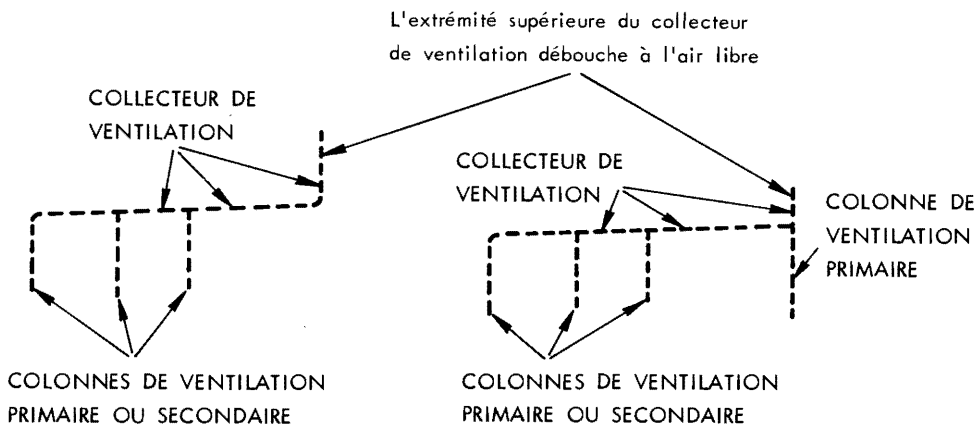 L'extrémité supérieure du collecteur
de ventilation débouche à l'air libre
COLLECTEUR DE
VENTILATION
COLLECTEUR DE
VENTILATION
COLONNE DE
VENTILATION
PRIMAIRE
COLONNES DE VENTILATION
PRIMAIRE OU SECONDAIRE
COLONNES DE VENTILATION
PRIMAIRE OU SECONDAIRE